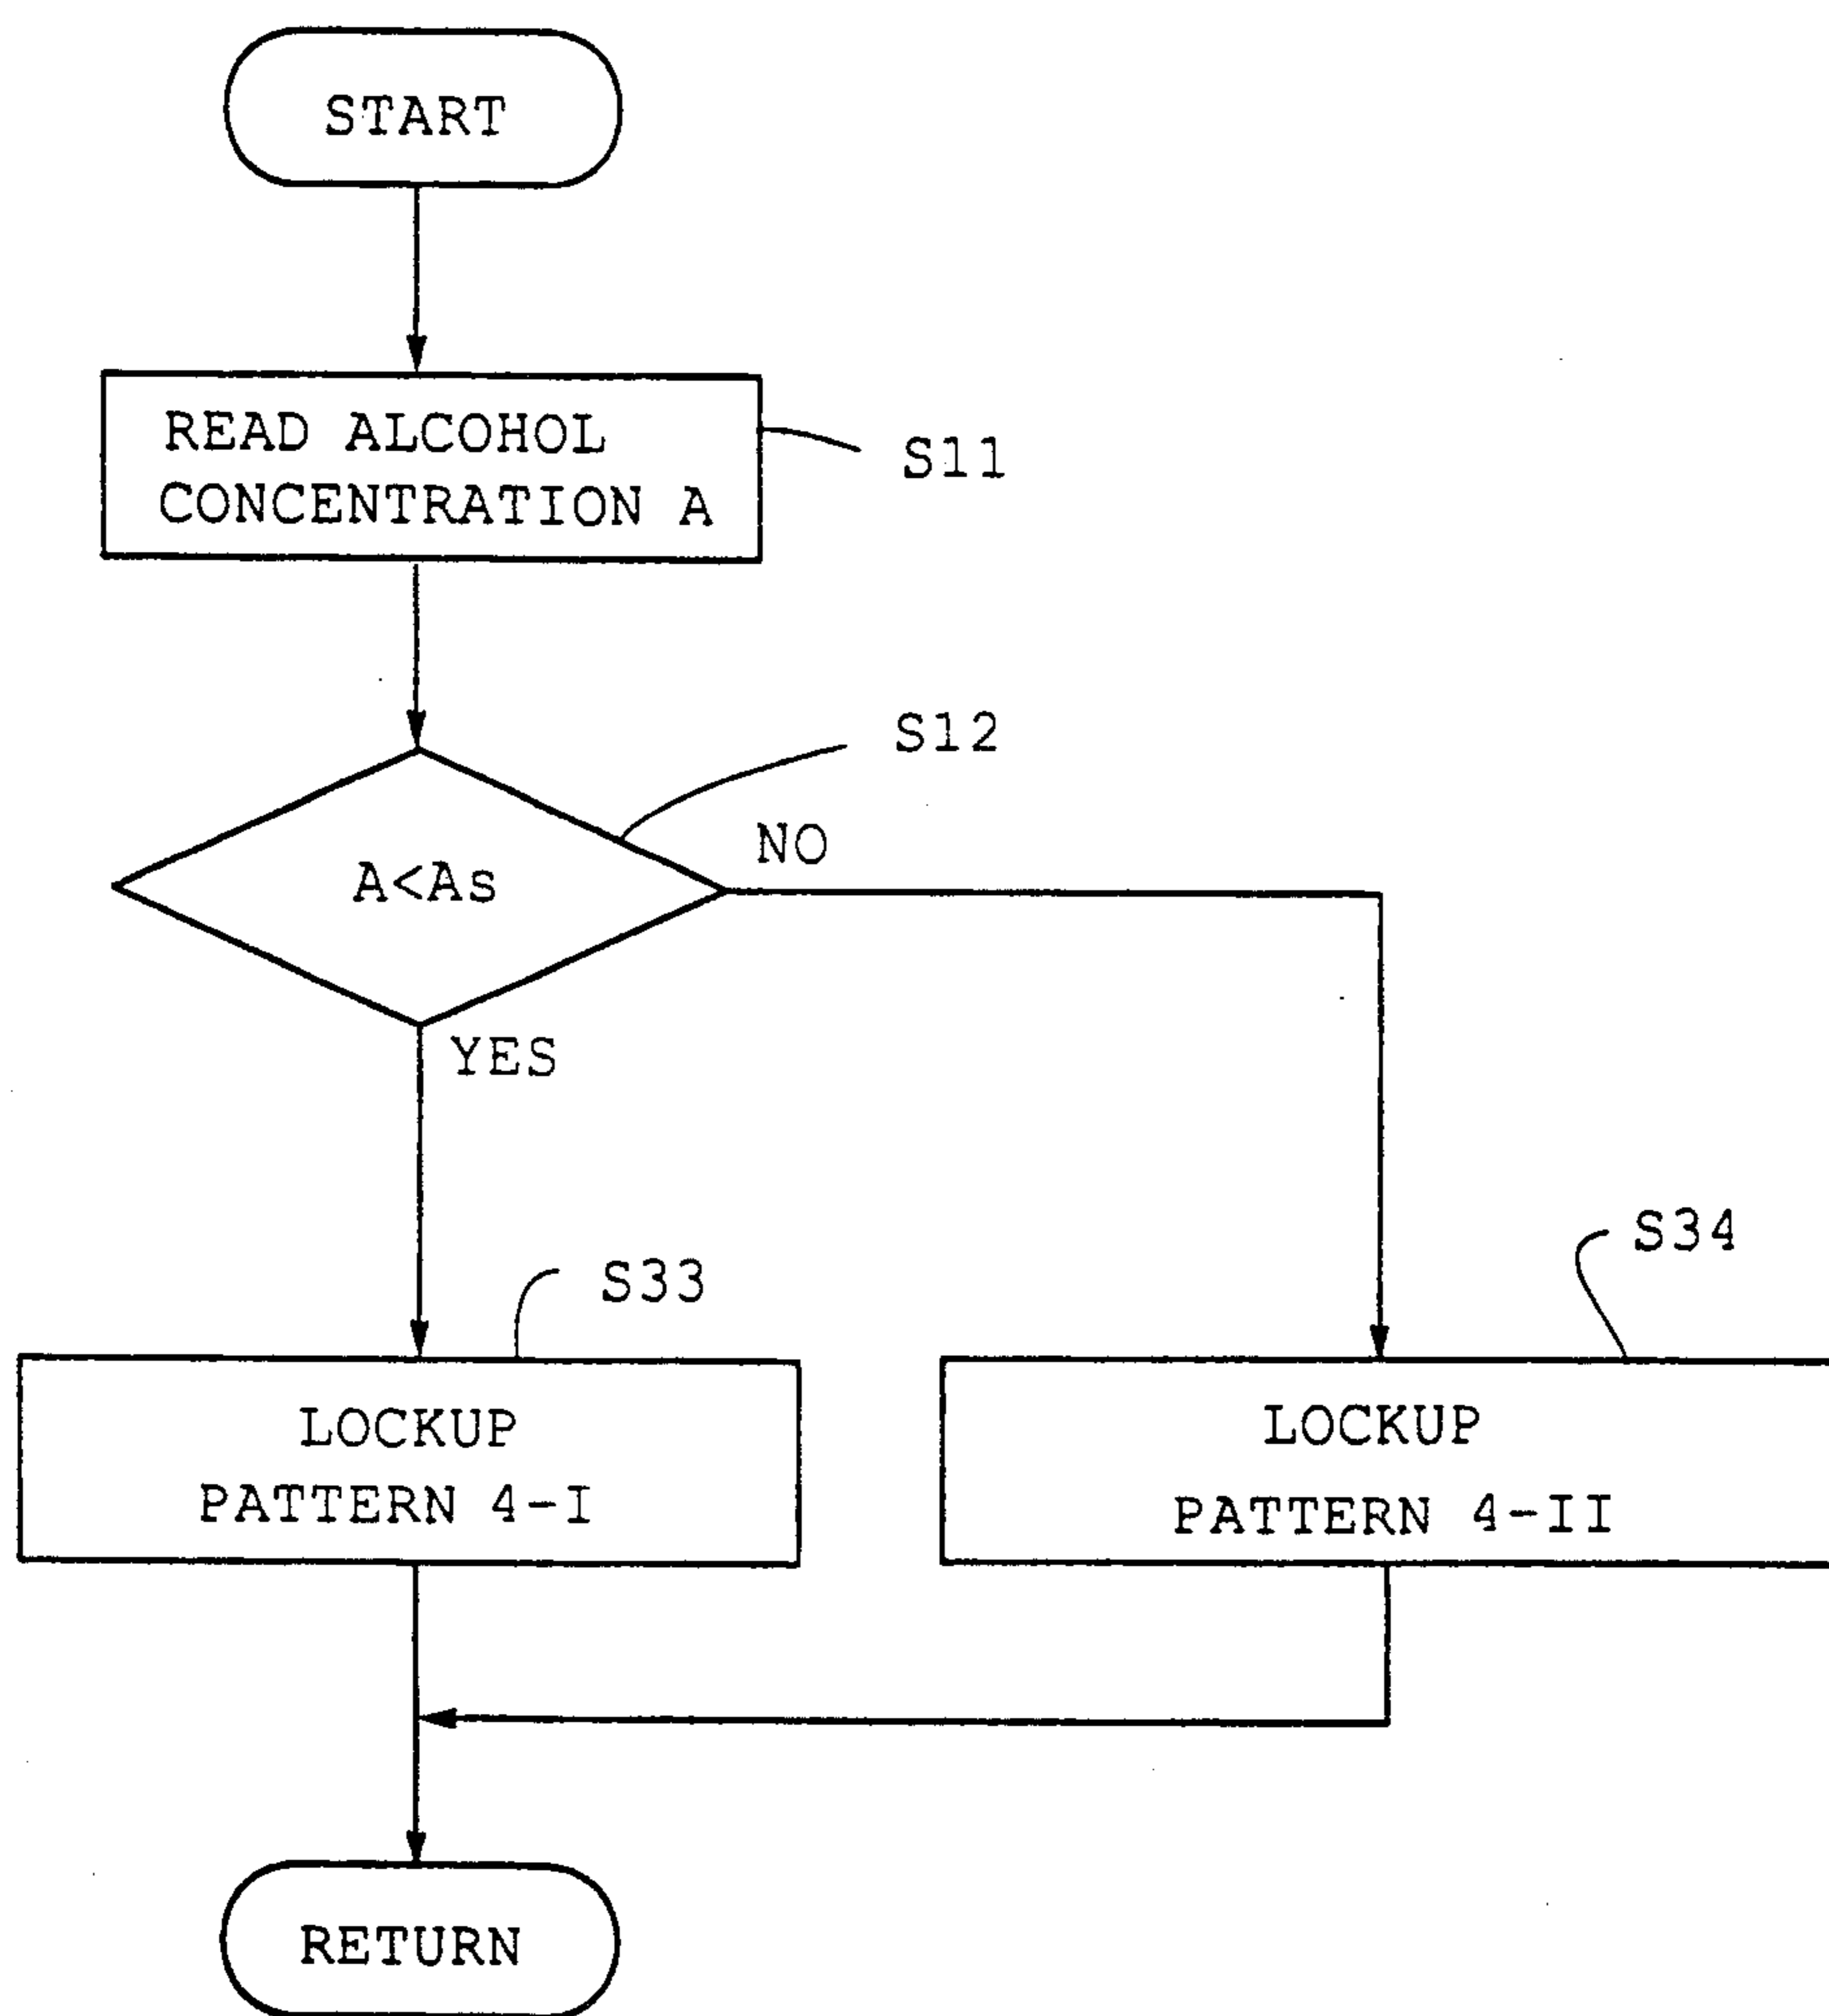 START
READ ALCOHOL
CONCENTRATION A
S11
S12
A<As
NO
YES
S33
S34
LOCKUP
PATTERN 4-I
LOCKUP
PATTERN 4-II
RETURN